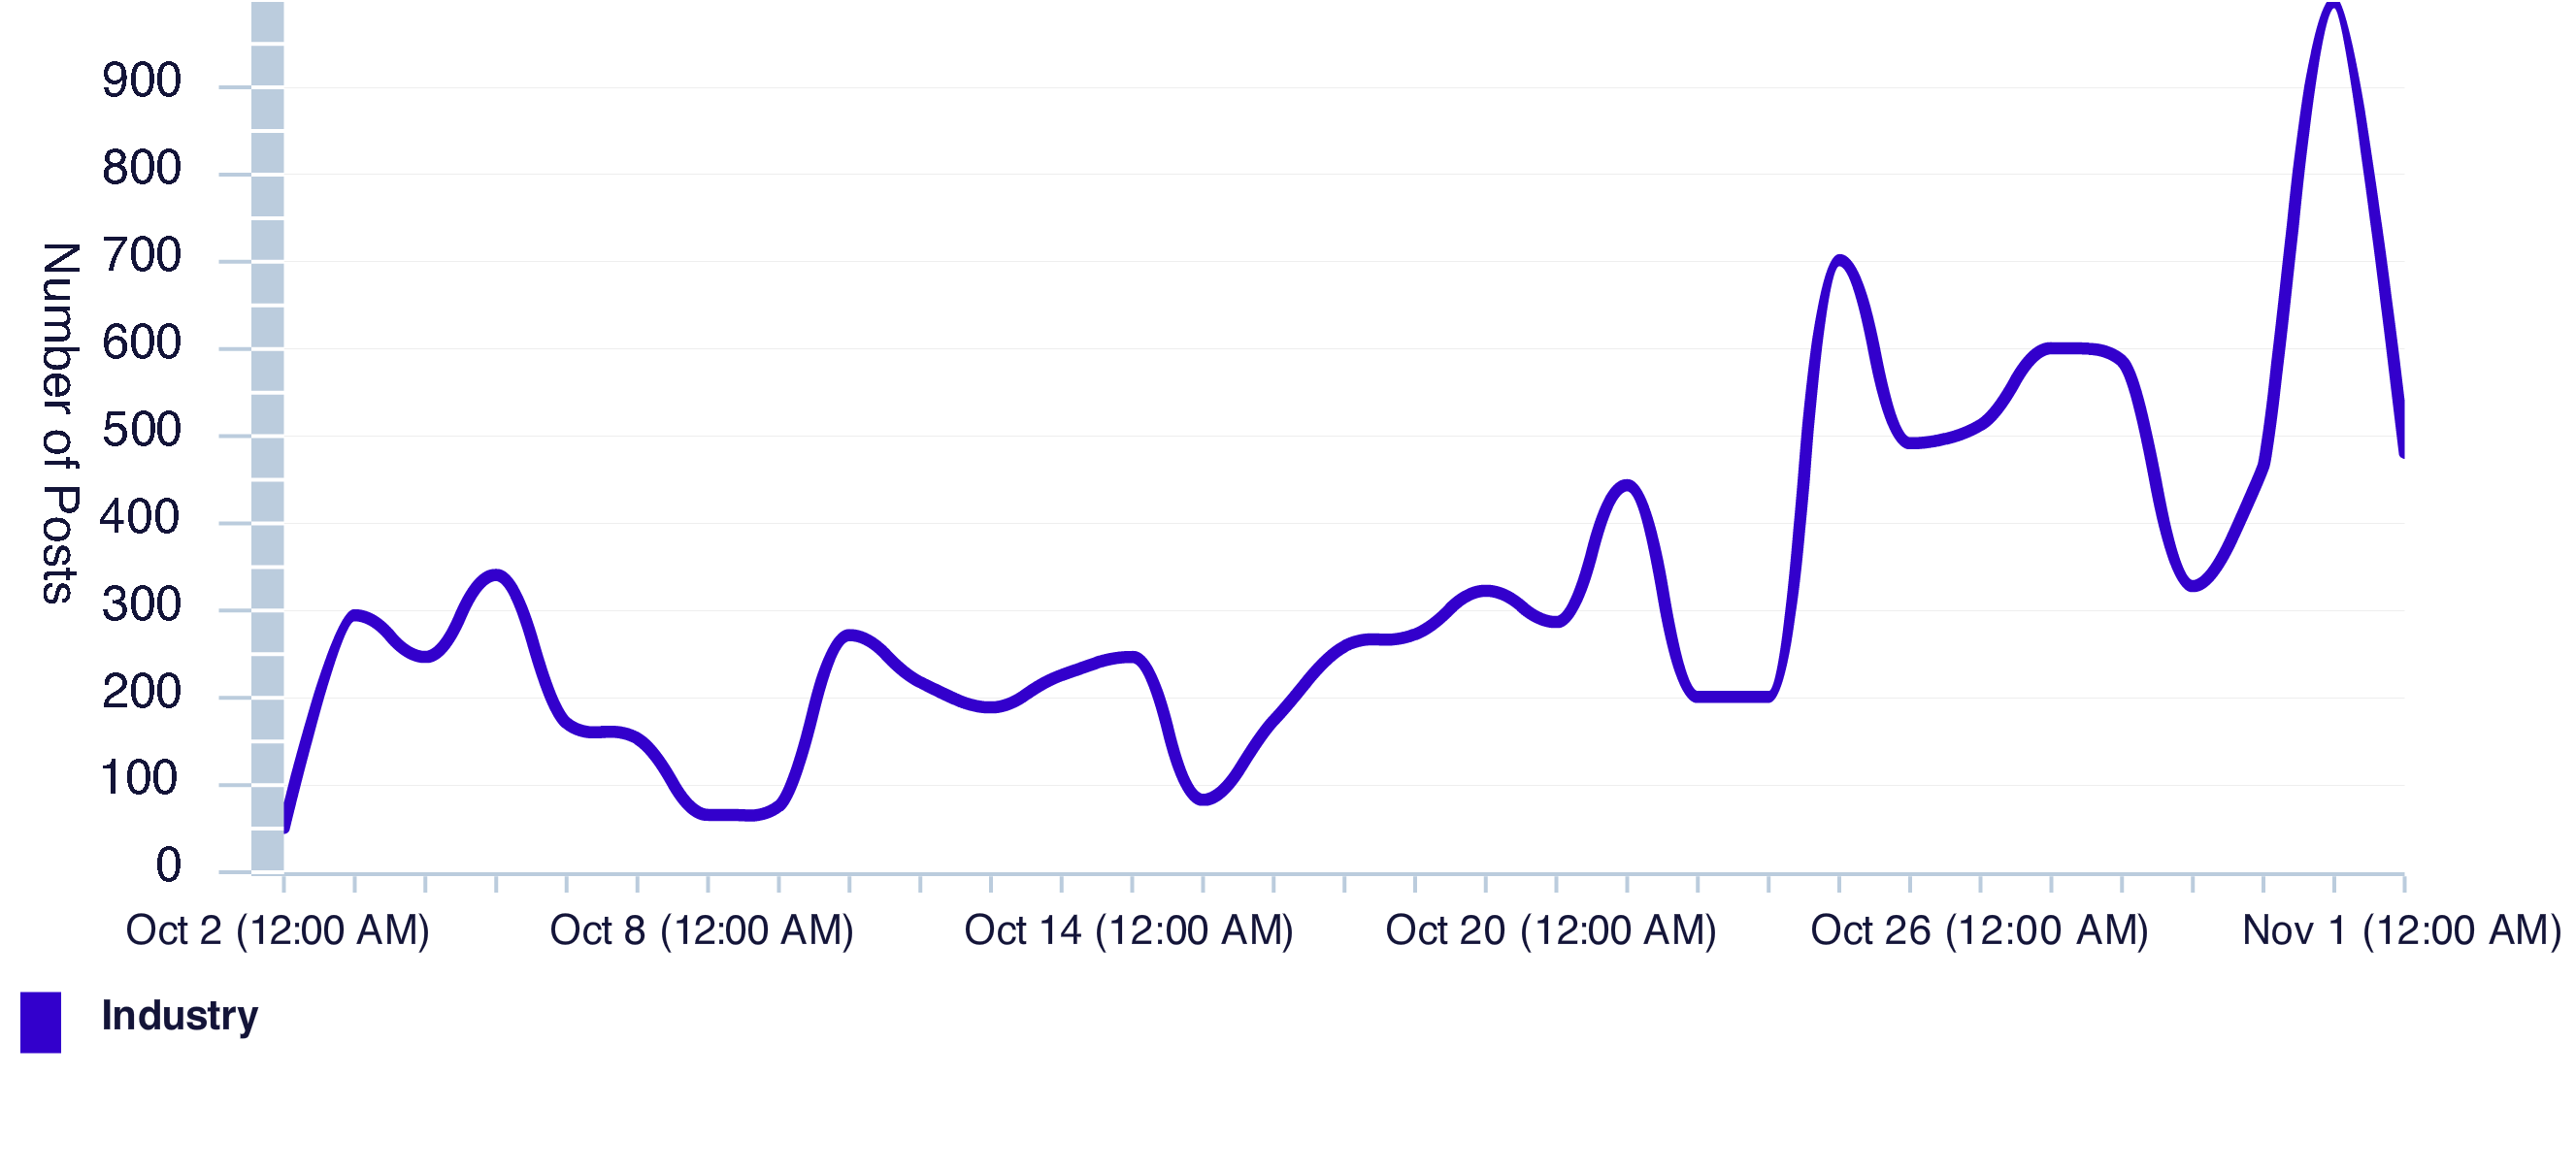 900
800
700
600
500
400
300
200
100
0
Number of Posts
Oct 2 (12:00 AM)
Oct 8 (12:00 AM)
Oct 14 (12:00 AM)
Oct 20 (12:00 AM)
Oct 26 (12:00 AM)
Nov 1 (12:00 AM)
Industry